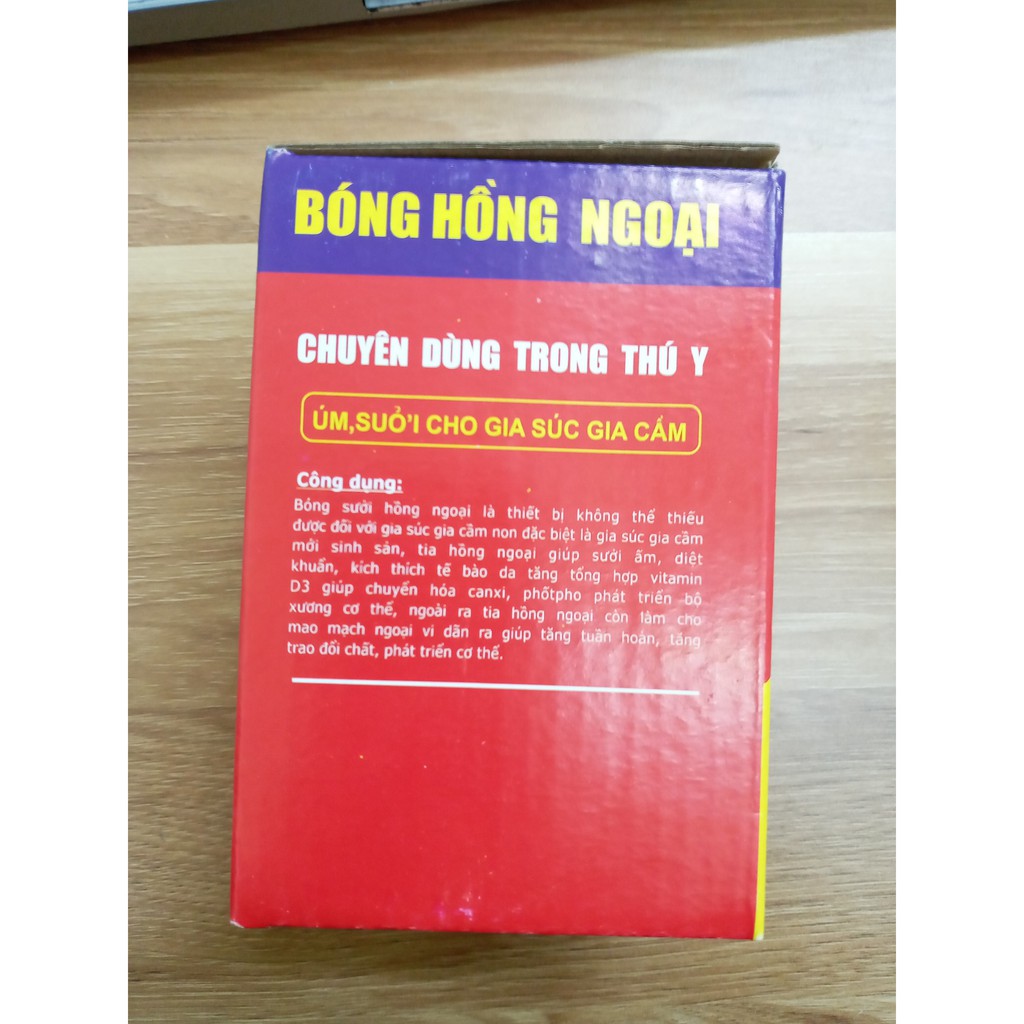 BÓNG HỒNG NGOẠI
CHUYÊN DÙNG TRONG THÚ Y
ÚM,SUỞI CHO GIA SÚC GIA CẦM
Công dụng:
Bóng sưởi hồng ngoại là thiết bị không thể thiếu
được đối với gia súc gia cầm non đặc biệt là gia súc gia cầm
mới sinh sản, tia hồng ngoại giúp sưởi ấm, diệt
khuẩn, kích thích tế bào da tăng tổng hợp vitamin
D3 giúp chuyển hóa canxi, phốtpho phát triển bộ
xương cơ thể, ngoài ra tia hồng ngoại còn làm cho
mao mạch ngoại vi dãn ra giúp tăng tuần hoàn, tăng
trao đổi chất, phát triển cơ thể.